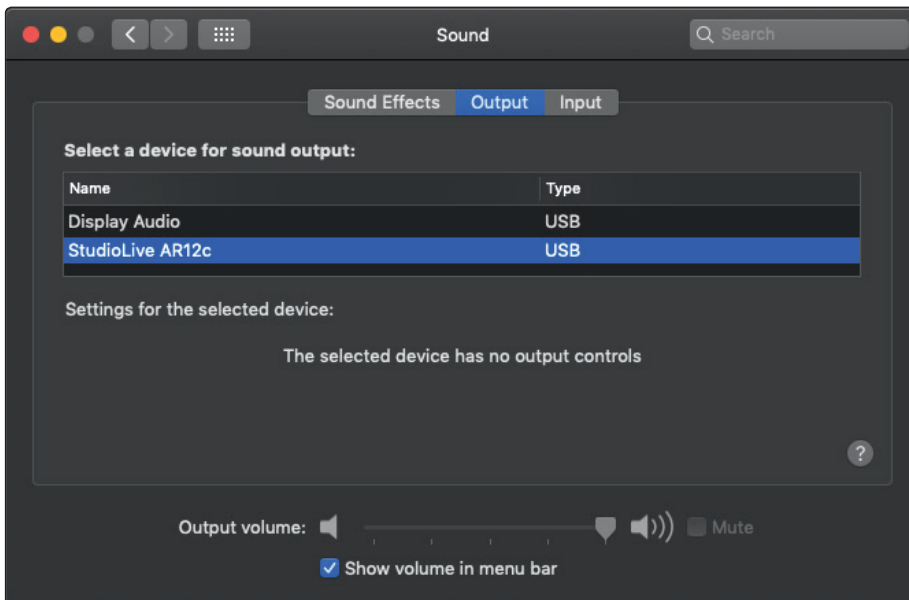 Sound
Search
Sound Effects Output Input
Select a device for sound output:
Name Type
Display Audio USB
StudioLive AR12c USB
Settings for the selected device:
The selected device has no output controls
?
Output volume: Mute
Show volume in menu bar